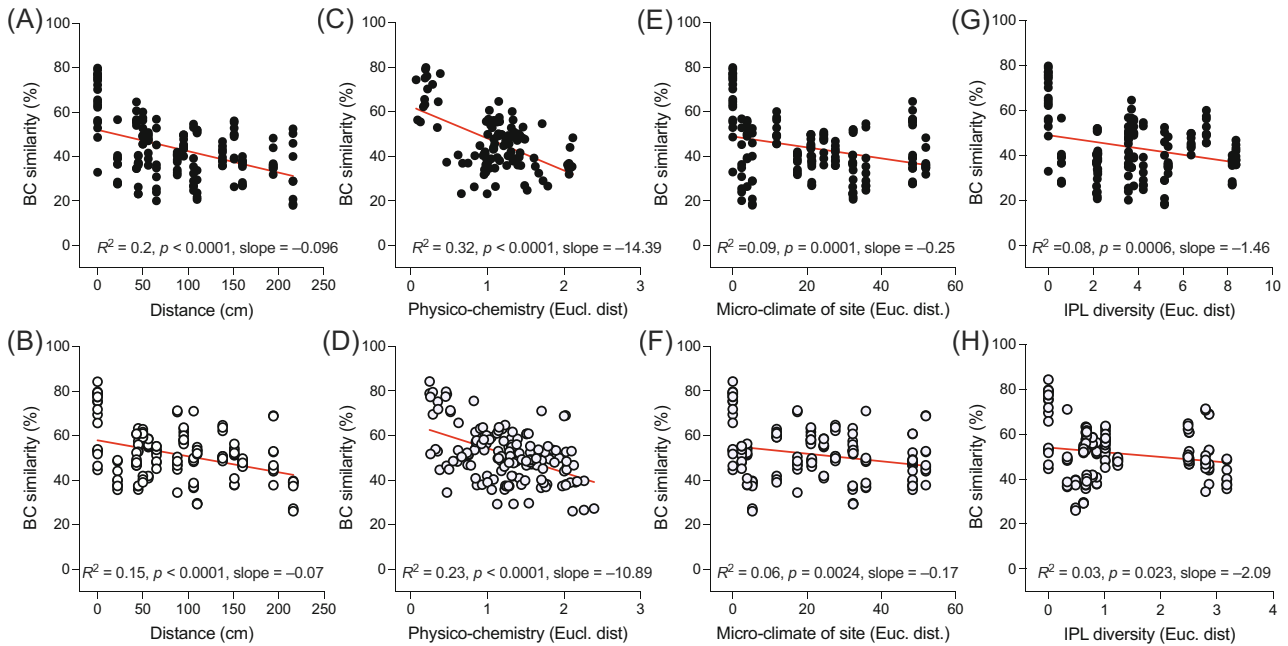 (A)
100
80
60
40
20
0
BC similarity (%)
R² = 0.2, p < 0.0001, slope = –0.096
0 50 100 150 200 250
Distance (cm)
(C)
100
80
60
40
20
0
BC similarity (%)
R² = 0.32, p < 0.0001, slope = –14.39
0 1 2 3
Physico-chemistry (Eucl. dist)
(E)
100
80
60
40
20
0
BC similarity (%)
R² =0.09, p = 0.0001, slope = –0.25
0 20 40 60
Micro-climate of site (Euc. dist.)
(G)
100
80
60
40
20
0
BC similarity (%)
R² =0.08, p = 0.0006, slope = –1.46
0 2 4 6 8 10
IPL diversity (Euc. dist)
(B)
100
80
60
40
20
0
BC similarity (%)
R² = 0.15, p < 0.0001, slope = –0.07
0 50 100 150 200 250
Distance (cm)
(D)
100
80
60
40
20
0
BC similarity (%)
R² = 0.23, p < 0.0001, slope = –10.89
0 1 2 3
Physico-chemistry (Eucl. dist)
(F)
100
80
60
40
20
0
BC similarity (%)
R² = 0.06, p = 0.0024, slope = –0.17
0 20 40 60
Micro-climate of site (Euc. dist.)
(H)
100
80
60
40
20
0
BC similarity (%)
R² = 0.03, p = 0.023, slope = –2.09
0 1 2 3 4
IPL diversity (Euc. dist)